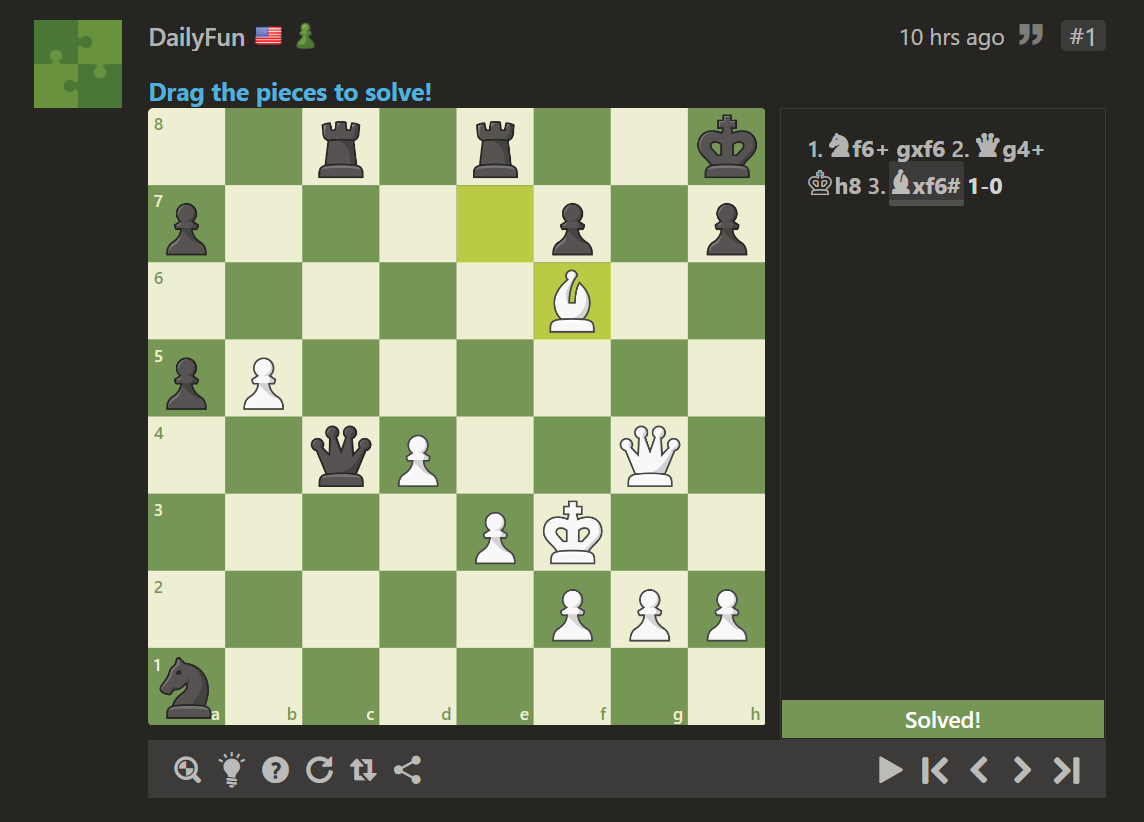 DailyFun
10 hrs ago
#1
Drag the pieces to solve!
1. ♞f6+ gxf6 2. ♛g4+
♔h8 3. ♝xf6# 1-0
8
7
6
5
4
3
2
1
a b c d e f g h
Solved!